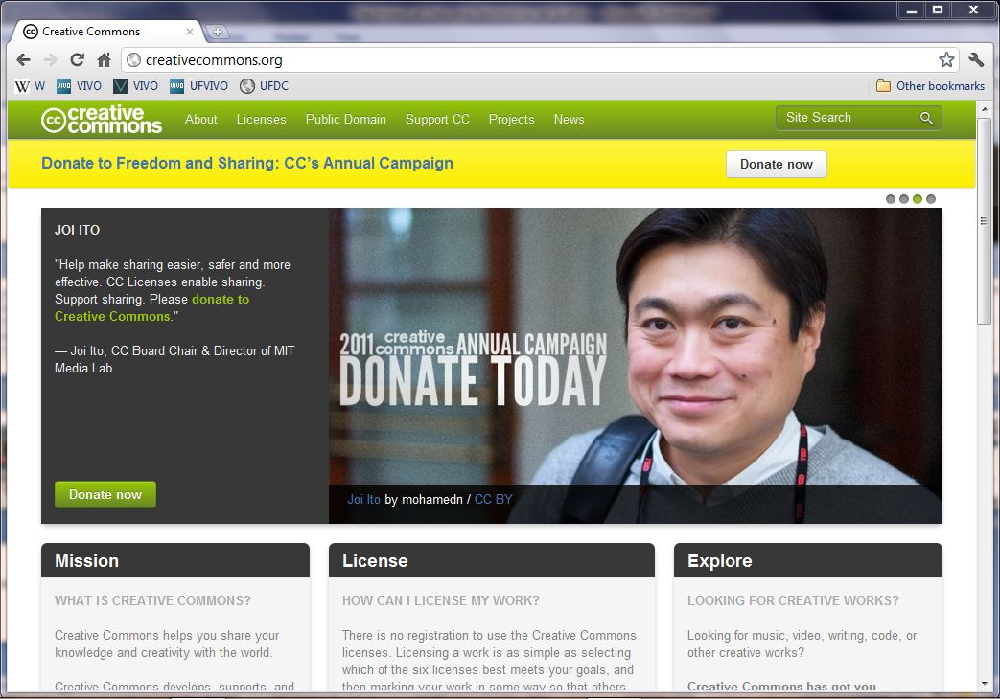 Creative Commons
creativecommons.org
W VIVO VIVO UFVIVO UFDC Other bookmarks
cc creative commons
About Licenses Public Domain Support CC Projects News
Site Search
Donate to Freedom and Sharing: CC's Annual Campaign
Donate now
JOI ITO
"Help make sharing easier, safer and more
effective. CC Licenses enable sharing.
Support sharing. Please donate to
Creative Commons."
— Joi Ito, CC Board Chair & Director of MIT
Media Lab
Donate now
2011 creative commons ANNUAL CAMPAIGN
DONATE TODAY
TED
Joi Ito by mohamedn / CC BY
Mission
WHAT IS CREATIVE COMMONS?
Creative Commons helps you share your
knowledge and creativity with the world.
Creative Commons develops, supports, and
License
HOW CAN I LICENSE MY WORK?
There is no registration to use the Creative Commons
licenses. Licensing a work is as simple as selecting
which of the six licenses best meets your goals, and
then marking your work in some way so that others
Explore
LOOKING FOR CREATIVE WORKS?
Looking for music, video, writing, code, or
other creative works?
Creative Commons has got you